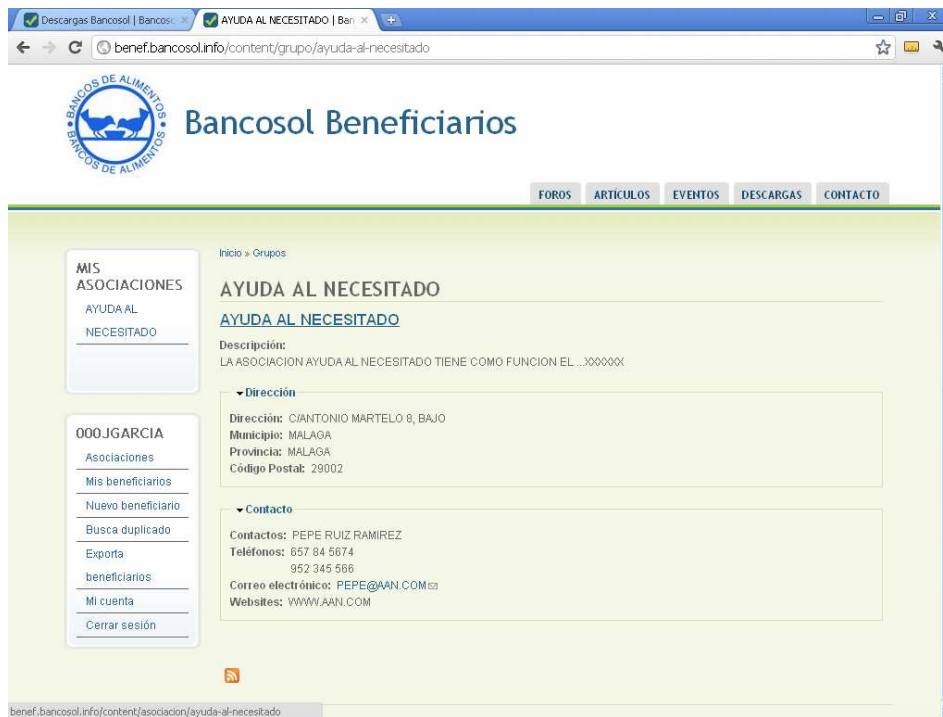 Descargas Bancosol | Bancosc
AYUDA AL NECESITADO | Ban
benef.bancosol.info/content/grupo/ayuda-al-necesitado
BANCOS DE ALIMENTOS • BANCOS DE ALIMENTOS •
Bancosol Beneficiarios
FOROS ARTÍCULOS EVENTOS DESCARGAS CONTACTO
MIS
ASOCIACIONES
AYUDA AL
NECESITADO
000JGARCIA
Asociaciones
Mis beneficiarios
Nuevo beneficiario
Busca duplicado
Exporta
beneficiarios
Mi cuenta
Cerrar sesión
Inicio » Grupos
AYUDA AL NECESITADO
AYUDA AL NECESITADO
Descripción:
LA ASOCIACION AYUDA AL NECESITADO TIENE COMO FUNCION EL ...XXXXXX
Dirección
Dirección: C/ANTONIO MARTELO 8, BAJO
Municipio: MALAGA
Provincia: MALAGA
Código Postal: 29002
Contacto
Contactos: PEPE RUIZ RAMIREZ
Teléfonos: 657 84 5674
952 345 566
Correo electrónico: PEPE@AAN.COM
Websites: WWW.AAN.COM
benef.bancosol.info/content/asociacion/ayuda-al-necesitado